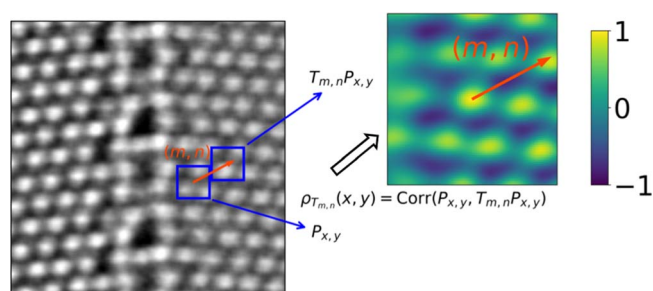 T_{m,n}P_{x,y}
(m,n)
(m,n)
1
0
−1
ρ_{T_{m,n}}(x,y) = Corr(P_{x,y}, T_{m,n}P_{x,y})
P_{x,y}